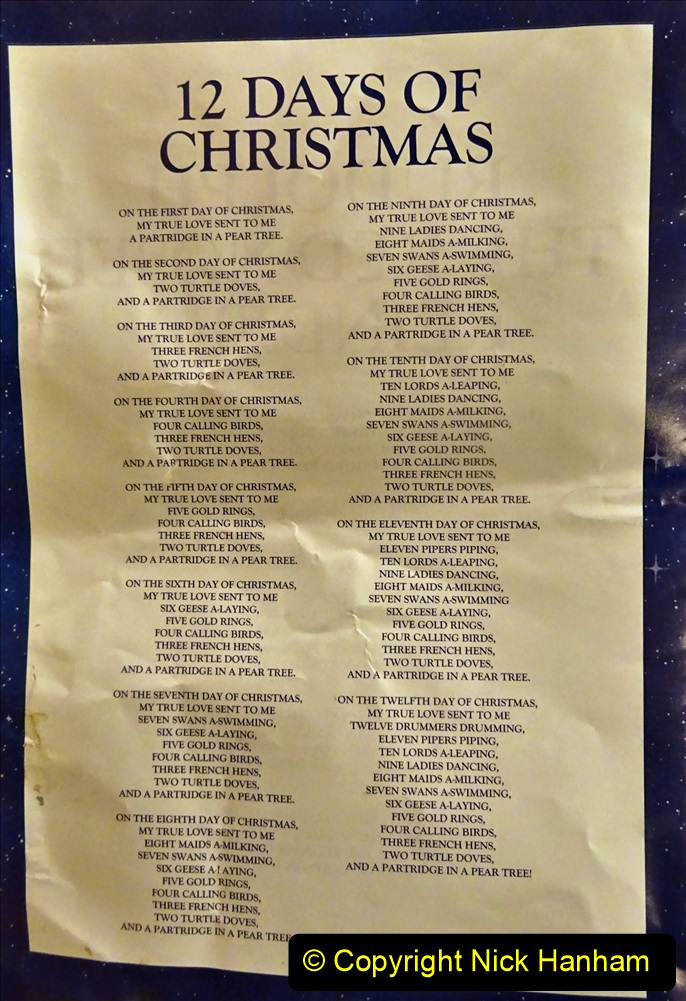 12 DAYS OF
CHRISTMAS
ON THE FIRST DAY OF CHRISTMAS,
MY TRUE LOVE SENT TO ME
A PARTRIDGE IN A PEAR TREE.
ON THE SECOND DAY OF CHRISTMAS,
MY TRUE LOVE SENT TO ME
TWO TURTLE DOVES,
AND A PARTRIDGE IN A PEAR TREE.
ON THE THIRD DAY OF CHRISTMAS,
MY TRUE LOVE SENT TO ME
THREE FRENCH HENS,
TWO TURTLE DOVES,
AND A PARTRIDGE IN A PEAR TREE.
ON THE FOURTH DAY OF CHRISTMAS,
MY TRUE LOVE SENT TO ME
FOUR CALLING BIRDS,
THREE FRENCH HENS,
TWO TURTLE DOVES,
AND A PARTRIDGE IN A PEAR TREE.
ON THE FIFTH DAY OF CHRISTMAS,
MY TRUE LOVE SENT TO ME
FIVE GOLD RINGS,
FOUR CALLING BIRDS,
THREE FRENCH HENS,
TWO TURTLE DOVES,
AND A PARTRIDGE IN A PEAR TREE.
ON THE SIXTH DAY OF CHRISTMAS,
MY TRUE LOVE SENT TO ME
SIX GEESE A-LAYING,
FIVE GOLD RINGS,
FOUR CALLING BIRDS,
THREE FRENCH HENS,
TWO TURTLE DOVES,
AND A PARTRIDGE IN A PEAR TREE.
ON THE SEVENTH DAY OF CHRISTMAS,
MY TRUE LOVE SENT TO ME
SEVEN SWANS A-SWIMMING,
SIX GEESE A-LAYING,
FIVE GOLD RINGS,
FOUR CALLING BIRDS,
THREE FRENCH HENS,
TWO TURTLE DOVES,
AND A PARTRIDGE IN A PEAR TREE.
ON THE EIGHTH DAY OF CHRISTMAS,
MY TRUE LOVE SENT TO ME
EIGHT MAIDS A-MILKING,
SEVEN SWANS A-SWIMMING,
SIX GEESE A-LAYING,
FIVE GOLD RINGS,
FOUR CALLING BIRDS,
THREE FRENCH HENS,
TWO TURTLE DOVES,
AND A PARTRIDGE IN A PEAR TREE
ON THE NINTH DAY OF CHRISTMAS,
MY TRUE LOVE SENT TO ME
NINE LADIES DANCING,
EIGHT MAIDS A-MILKING,
SEVEN SWANS A-SWIMMING,
SIX GEESE A-LAYING,
FIVE GOLD RINGS,
FOUR CALLING BIRDS,
THREE FRENCH HENS,
TWO TURTLE DOVES,
AND A PARTRIDGE IN A PEAR TREE.
ON THE TENTH DAY OF CHRISTMAS,
MY TRUE LOVE SENT TO ME
TEN LORDS A-LEAPING,
NINE LADIES DANCING,
EIGHT MAIDS A-MILKING,
SEVEN SWANS A-SWIMMING,
SIX GEESE A-LAYING,
FIVE GOLD RINGS,
FOUR CALLING BIRDS,
THREE FRENCH HENS,
TWO TURTLE DOVES,
AND A PARTRIDGE IN A PEAR TREE.
ON THE ELEVENTH DAY OF CHRISTMAS,
MY TRUE LOVE SENT TO ME
ELEVEN PIPERS PIPING,
TEN LORDS A-LEAPING,
NINE LADIES DANCING,
EIGHT MAIDS A-MILKING,
SEVEN SWANS A-SWIMMING
SIX GEESE A-LAYING,
FIVE GOLD RINGS,
FOUR CALLING BIRDS,
THREE FRENCH HENS,
TWO TURTLE DOVES,
AND A PARTRIDGE IN A PEAR TREE.
ON THE TWELFTH DAY OF CHRISTMAS,
MY TRUE LOVE SENT TO ME
TWELVE DRUMMERS DRUMMING,
ELEVEN PIPERS PIPING,
TEN LORDS A-LEAPING,
NINE LADIES DANCING,
EIGHT MAIDS A-MILKING,
SEVEN SWANS A-SWIMMING,
SIX GEESE A-LAYING,
FIVE GOLD RINGS,
FOUR CALLING BIRDS,
THREE FRENCH HENS,
TWO TURTLE DOVES,
AND A PARTRIDGE IN A PEAR TREE!
© Copyright Nick Hanham